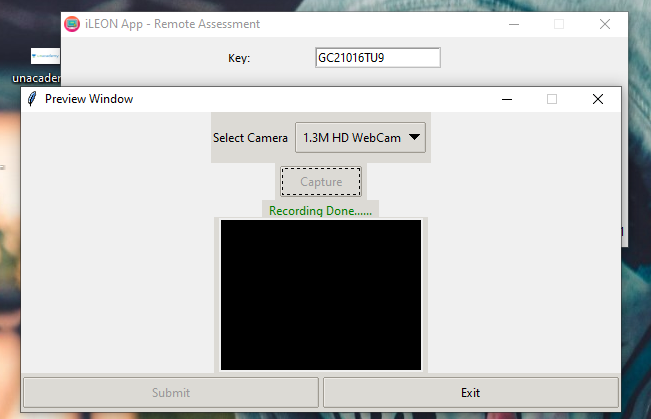 iLEON App - Remote Assessment
Key: GC21016TU9
Preview Window
Select Camera 1.3M HD WebCam
Capture
Recording Done......
Submit Exit